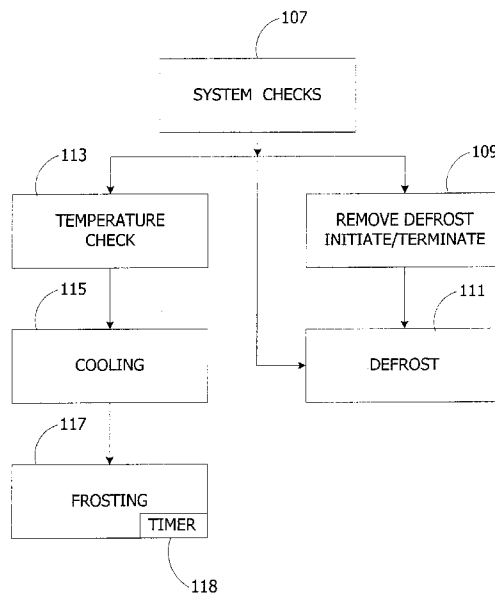 107
SYSTEM CHECKS
113
TEMPERATURE
CHECK
109
REMOVE DEFROST
INITIATE/TERMINATE
115
COOLING
111
DEFROST
117
FROSTING
TIMER
118